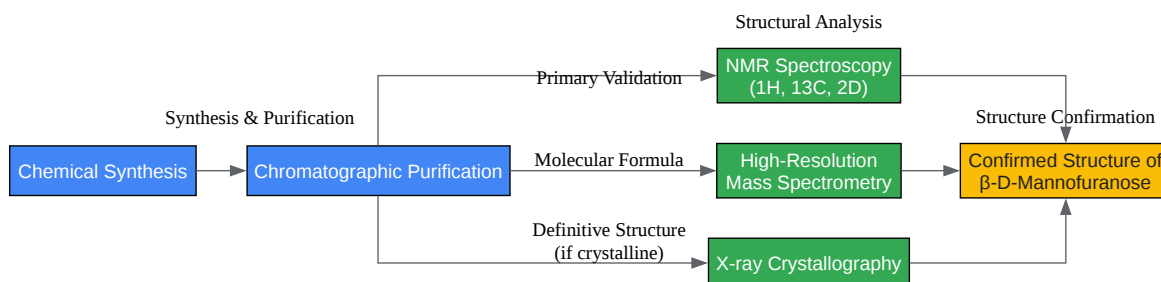 Structural Analysis
NMR Spectroscopy
(1H, 13C, 2D)
Primary Validation
Synthesis & Purification
Structure Confirmation
Chemical Synthesis
Chromatographic Purification
Molecular Formula
High-Resolution
Mass Spectrometry
Confirmed Structure of
β-D-Mannofuranose
Definitive Structure
(if crystalline)
X-ray Crystallography